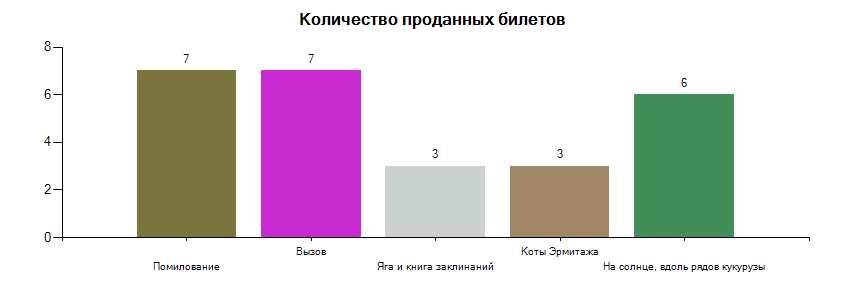 Количество проданных билетов
8
6
4
2
0
7
7
3
3
6
Помилование
Вызов
Яга и книга заклинаний
Коты Эрмитажа
На солнце, вдоль рядов кукурузы